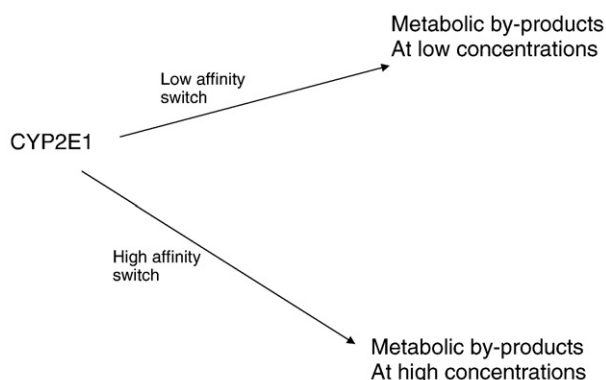 Metabolic by-products
At low concentrations
Low affinity
switch
CYP2E1
High affinity
switch
Metabolic by-products
At high concentrations